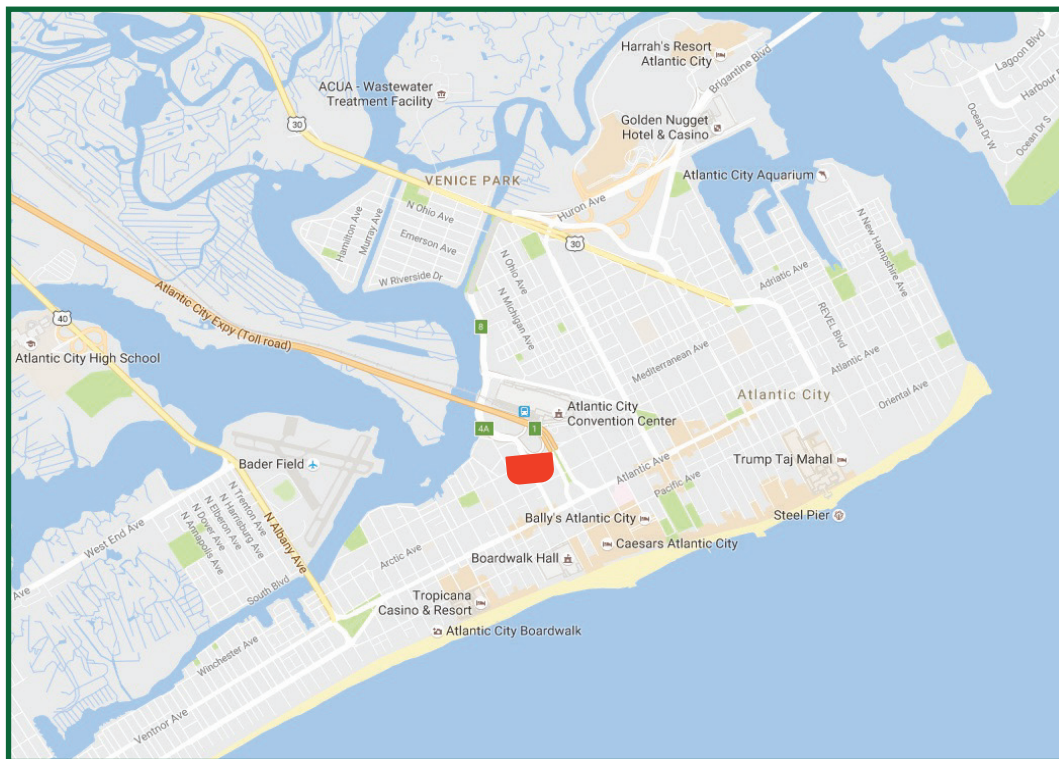 Harrah's Resort
Atlantic City
Brigantine Blvd
Lagoon Blvd
Harbour
Ocean Dr W
Ocean Dr S
ACUA - Wastewater
Treatment Facility
30
Golden Nugget
Hotel & Casino
VENICE PARK
Atlantic City Aquarium
Huron Ave
N Ohio Ave
Hamilton Ave
Murray Ave
Emerson Ave
W Riverside Dr
30
N New Hampshire Ave
N Ohio Ave
N Michigan Ave
Adriatic Ave
REVEL Blvd
Atlantic City Expy (Toll road)
40
8
Atlantic City High School
Mediterranean Ave
Atlantic Ave
Oriental Ave
Atlantic City
Atlantic City
Convention Center
4A
1
Bader Field
Atlantic Ave
Trump Taj Mahal
Pacific Ave
N Trenton Ave
N Harrisburg Ave
N Elberon Ave
N Dover Ave
N Annapolis Ave
N Albany Ave
West End Ave
Ave
Bally's Atlantic City
Steel Pier
Caesars Atlantic City
Arctic Ave
Boardwalk Hall
South Blvd
Tropicana
Casino & Resort
Atlantic City Boardwalk
Winchester Ave
Ventnor Ave